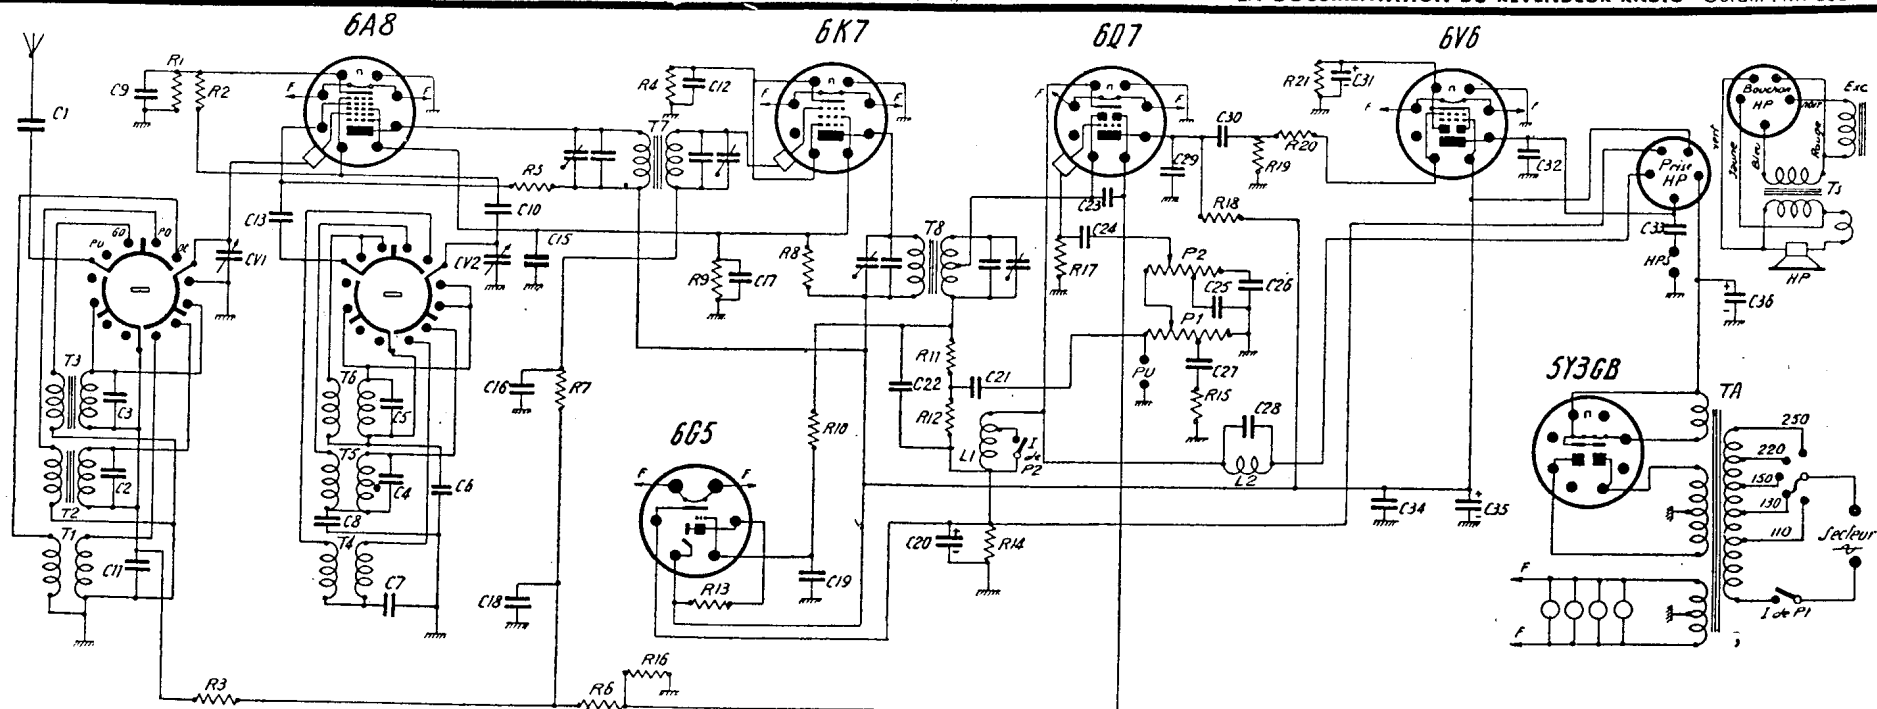 LA DOCUMENTATION DU REVENDEUR RADIO
6A8
6K7
6Q7
6V6
R1
C9
R2
C1
R4
C12
T7
R5
C13
C10
C15
R9
C17
R8
T8
C23
C24
R17
C29
C30
R19
R20
R18
R21
C31
C32
Bouchon HP
Exc
vert
Jaune
Bleu
noir
Rouge
Ts
HP
Prise HP
C33
HPS
C36
PU
GO
PO
OC
CV1
CV2
P2
C25
C26
P1
PU
C27
R15
C28
L2
R11
C22
C21
R12
L1
I de P2
R10
R7
C16
T3
C3
T2
C2
T1
C11
T6
C5
T5
C4
C6
C8
T4
C7
C18
6G5
F
R13
C19
C20
R14
C34
C35
5Y3GB
TA
250
220
150
130
110
Secteur
I de P1
F
F
R3
R6
R16